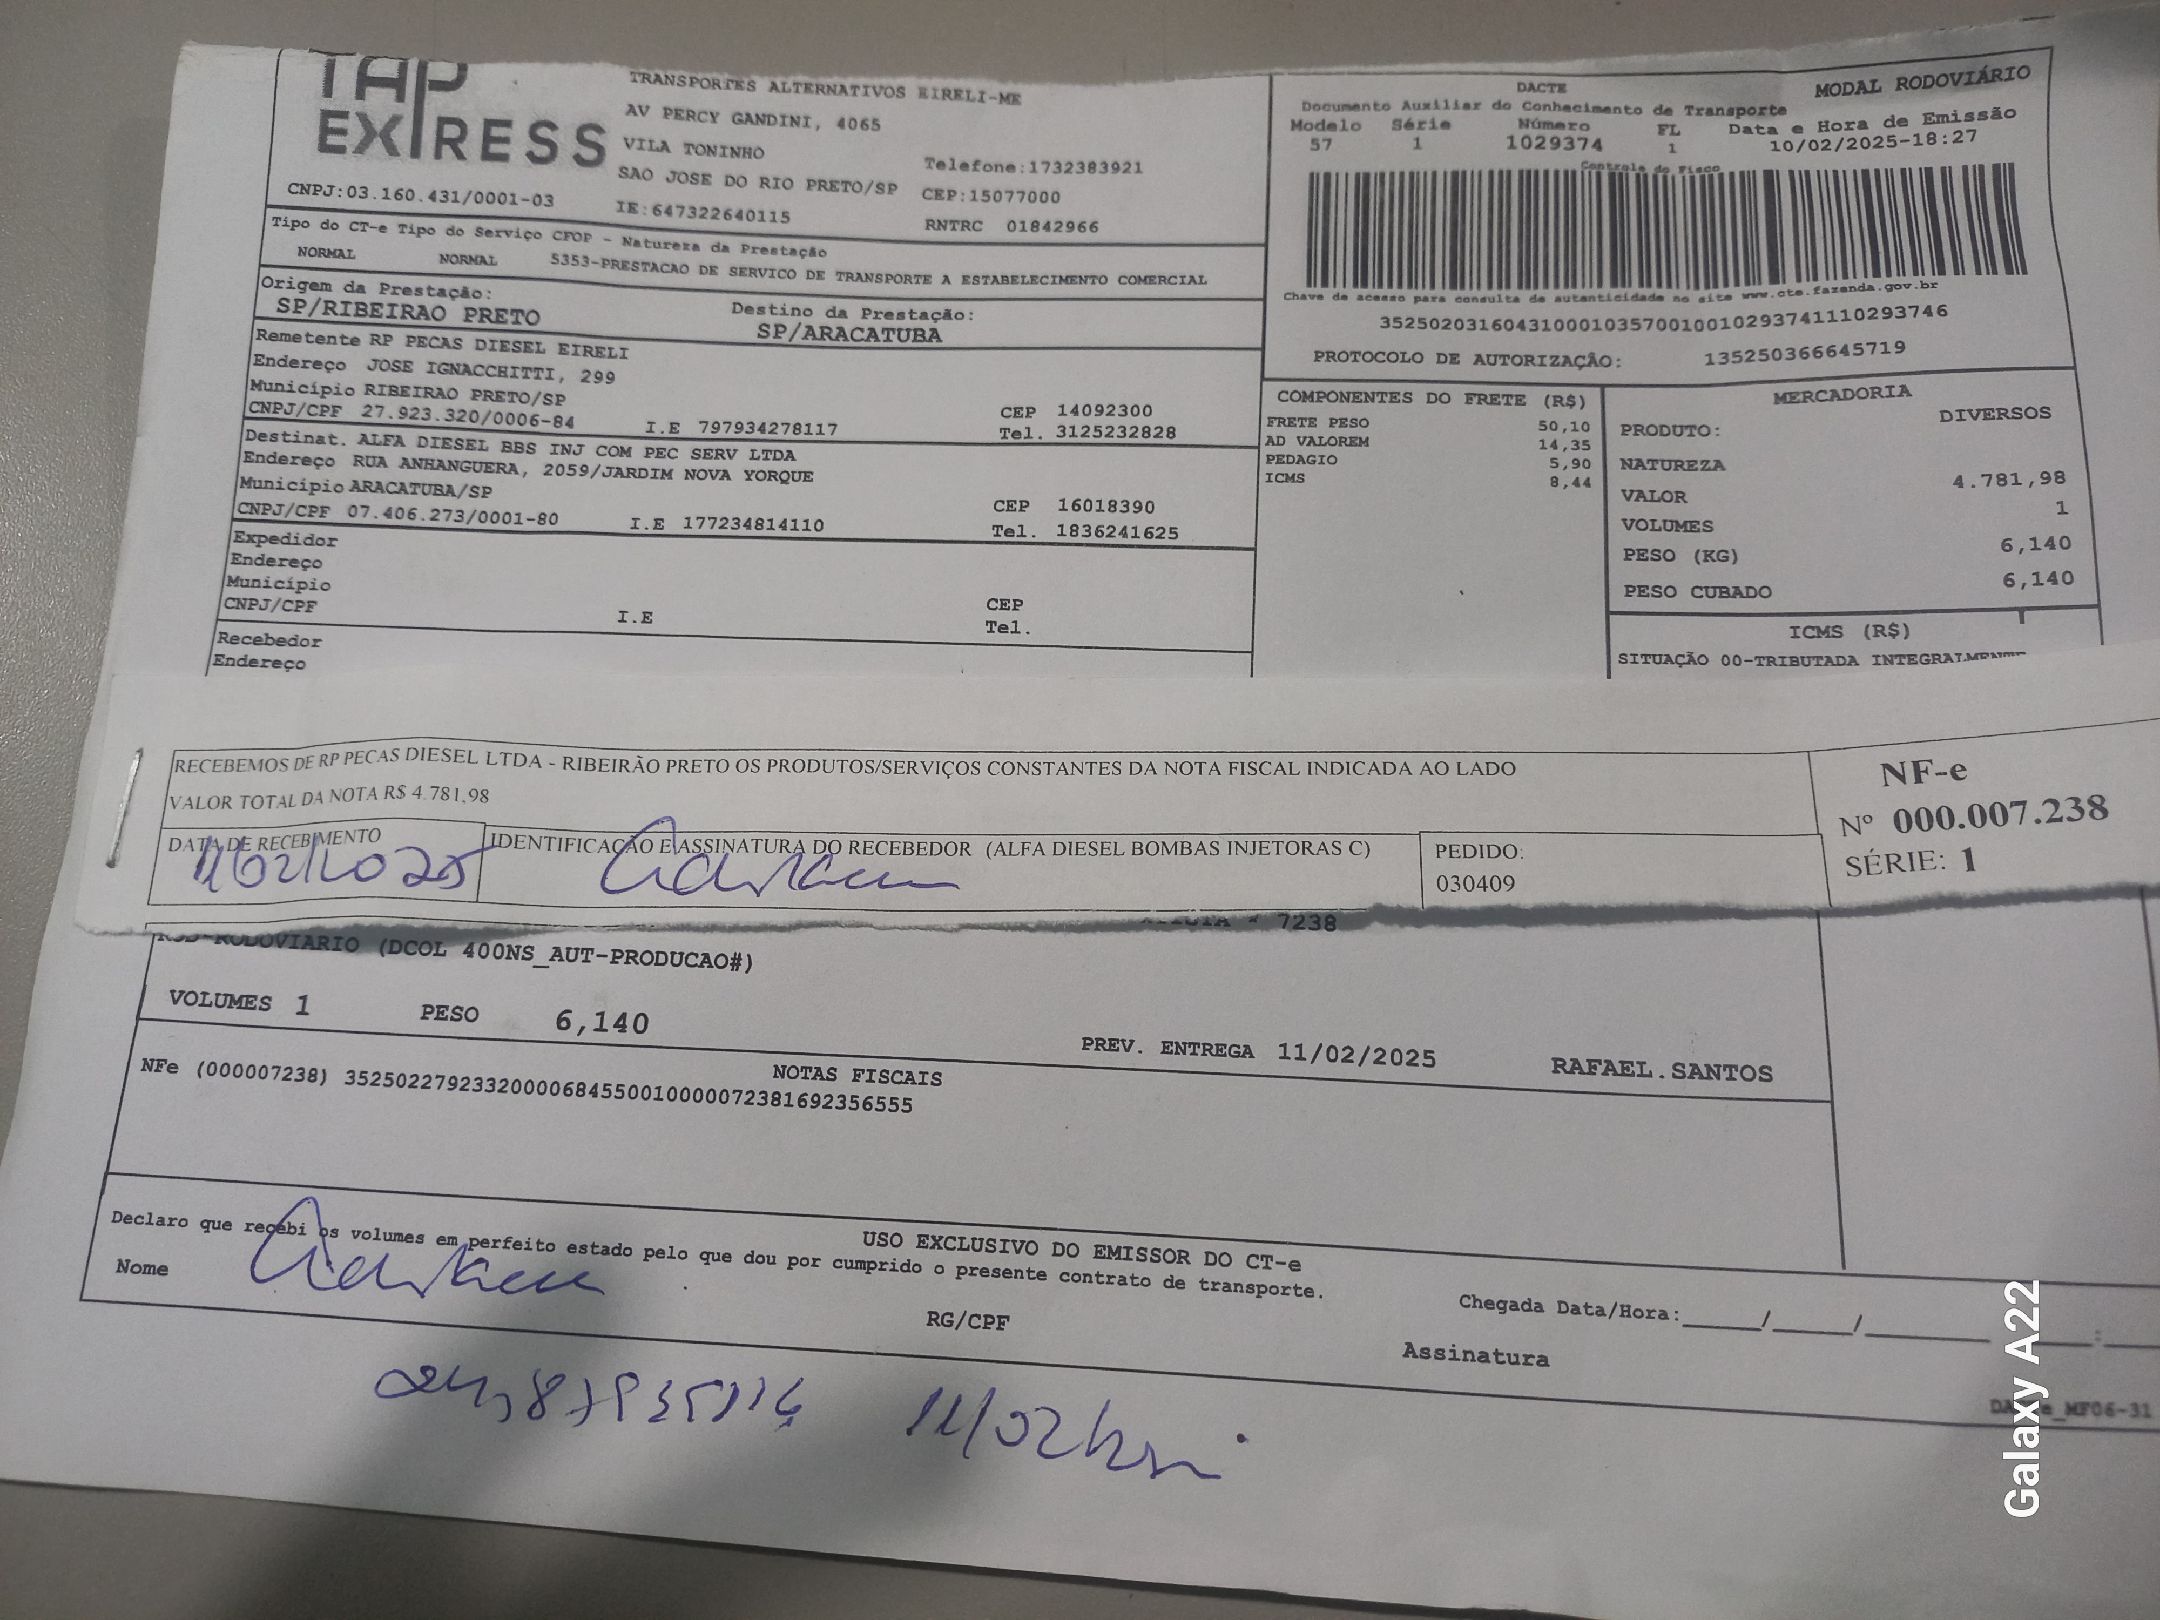 TAP
EXPRESS
TRANSPORTES ALTERNATIVOS EIRELI-ME
AV PERCY GANDINI, 4065
VILA TONINHO
SAO JOSE DO RIO PRETO/SP
Telefone:1732383921
CEP:15077000
CNPJ:03.160.431/0001-03
IE:647322640115
RNTRC 01842966
Tipo do CT-e Tipo do Serviço CFOP - Natureza da Prestação
NORMAL NORMAL 5353-PRESTACAO DE SERVICO DE TRANSPORTE A ESTABELECIMENTO COMERCIAL
Origem da Prestação:
SP/RIBEIRAO PRETO
Destino da Prestação:
SP/ARACATUBA
Remetente RP PECAS DIESEL EIRELI
Endereço JOSE IGNACCHITTI, 299
Município RIBEIRAO PRETO/SP
CEP 14092300
CNPJ/CPF 27.923.320/0006-84 I.E 797934278117 Tel. 3125232828
Destinat. ALFA DIESEL BBS INJ COM PEC SERV LTDA
Endereço RUA ANHANGUERA, 2059/JARDIM NOVA YORQUE
Município ARACATUBA/SP
CEP 16018390
CNPJ/CPF 07.406.273/0001-80 I.E 177234814110 Tel. 1836241625
Expedidor
Endereço
Município
CEP
CNPJ/CPF I.E Tel.
Recebedor
Endereço
DACTE
MODAL RODOVIÁRIO
Documento Auxiliar do Conhecimento de Transporte
Modelo Série Número FL Data e Hora de Emissão
57 1 1029374 1 10/02/2025-18:27
Controle do Fisco
Chave de acesso para consulta de autenticidade no site www.cte.fazenda.gov.br
35250203160431000103570010010293741110293746
PROTOCOLO DE AUTORIZAÇÃO: 135250366645719
COMPONENTES DO FRETE (R$)
FRETE PESO 50,10
AD VALOREM 14,35
PEDAGIO 5,90
ICMS 8,44
MERCADORIA
PRODUTO: DIVERSOS
NATUREZA
VALOR 4.781,98
VOLUMES 1
PESO (KG) 6,140
PESO CUBADO 6,140
ICMS (R$)
SITUAÇÃO 00-TRIBUTADA INTEGRALMENTE
RECEBEMOS DE RP PECAS DIESEL LTDA - RIBEIRÃO PRETO OS PRODUTOS/SERVIÇOS CONSTANTES DA NOTA FISCAL INDICADA AO LADO
VALOR TOTAL DA NOTA R$ 4.781,98
DATA DE RECEBIMENTO
11/02/2025
IDENTIFICAÇÃO E ASSINATURA DO RECEBEDOR (ALFA DIESEL BOMBAS INJETORAS C)
PEDIDO:
030409
NF-e
Nº 000.007.238
SÉRIE: 1
7238
RODOVIARIO (DCOL 400NS_AUT-PRODUCAO#)
VOLUMES 1 PESO 6,140
PREV. ENTREGA 11/02/2025 RAFAEL.SANTOS
NOTAS FISCAIS
NFe (000007238) 35250227923320000684550010000072381692356555
USO EXCLUSIVO DO EMISSOR DO CT-e
Declaro que recebi os volumes em perfeito estado pelo que dou por cumprido o presente contrato de transporte.
Nome
RG/CPF
Chegada Data/Hora:_____/_____/_________ ____:____
Assinatura
Galaxy A22